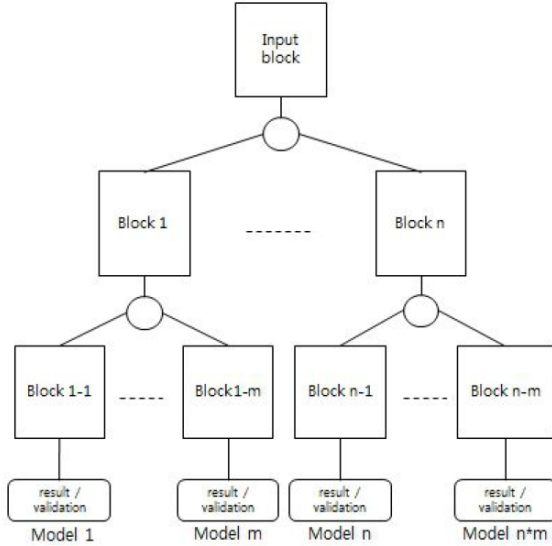 Input
block
Block 1
Block n
Block 1-1
Block1-m
Block n-1
Block n-m
result /
validation
result /
validation
result /
validation
result /
validation
Model 1
Model m
Model n
Model n*m